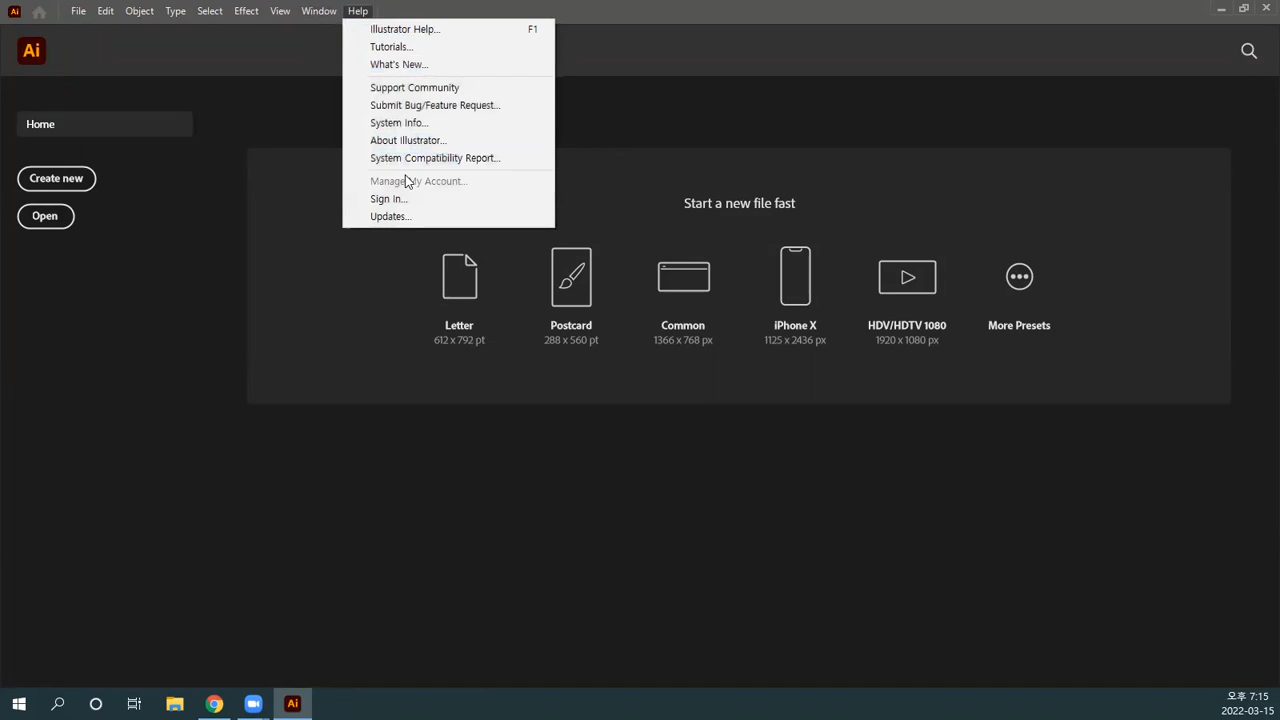 File Edit Object Type Select Effect View Window Help
Ai
Illustrator Help... F1
Tutorials...
What's New...
Support Community
Submit Bug/Feature Request...
System Info...
About Illustrator...
System Compatibility Report...
Manage My Account...
Sign In...
Updates...
Home
Create new
Open
Start a new file fast
Letter
612 x 792 pt
Postcard
288 x 560 pt
Common
1366 x 768 px
iPhone X
1125 x 2436 px
HDV/HDTV 1080
1920 x 1080 px
More Presets
Ai
오후 7:15
2022-03-15